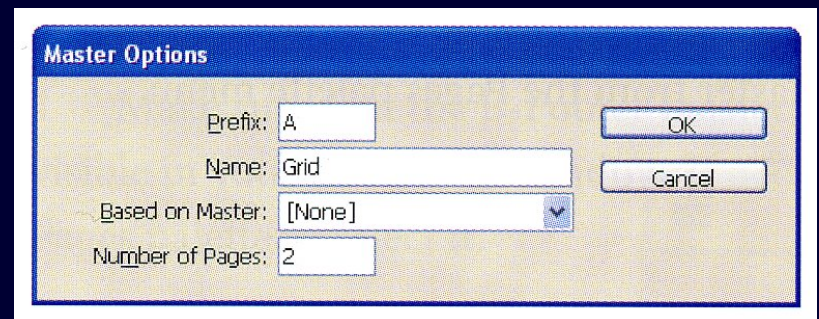 Master Options
Prefix: A
OK
Name: Grid
Cancel
Based on Master: [None]
Number of Pages: 2